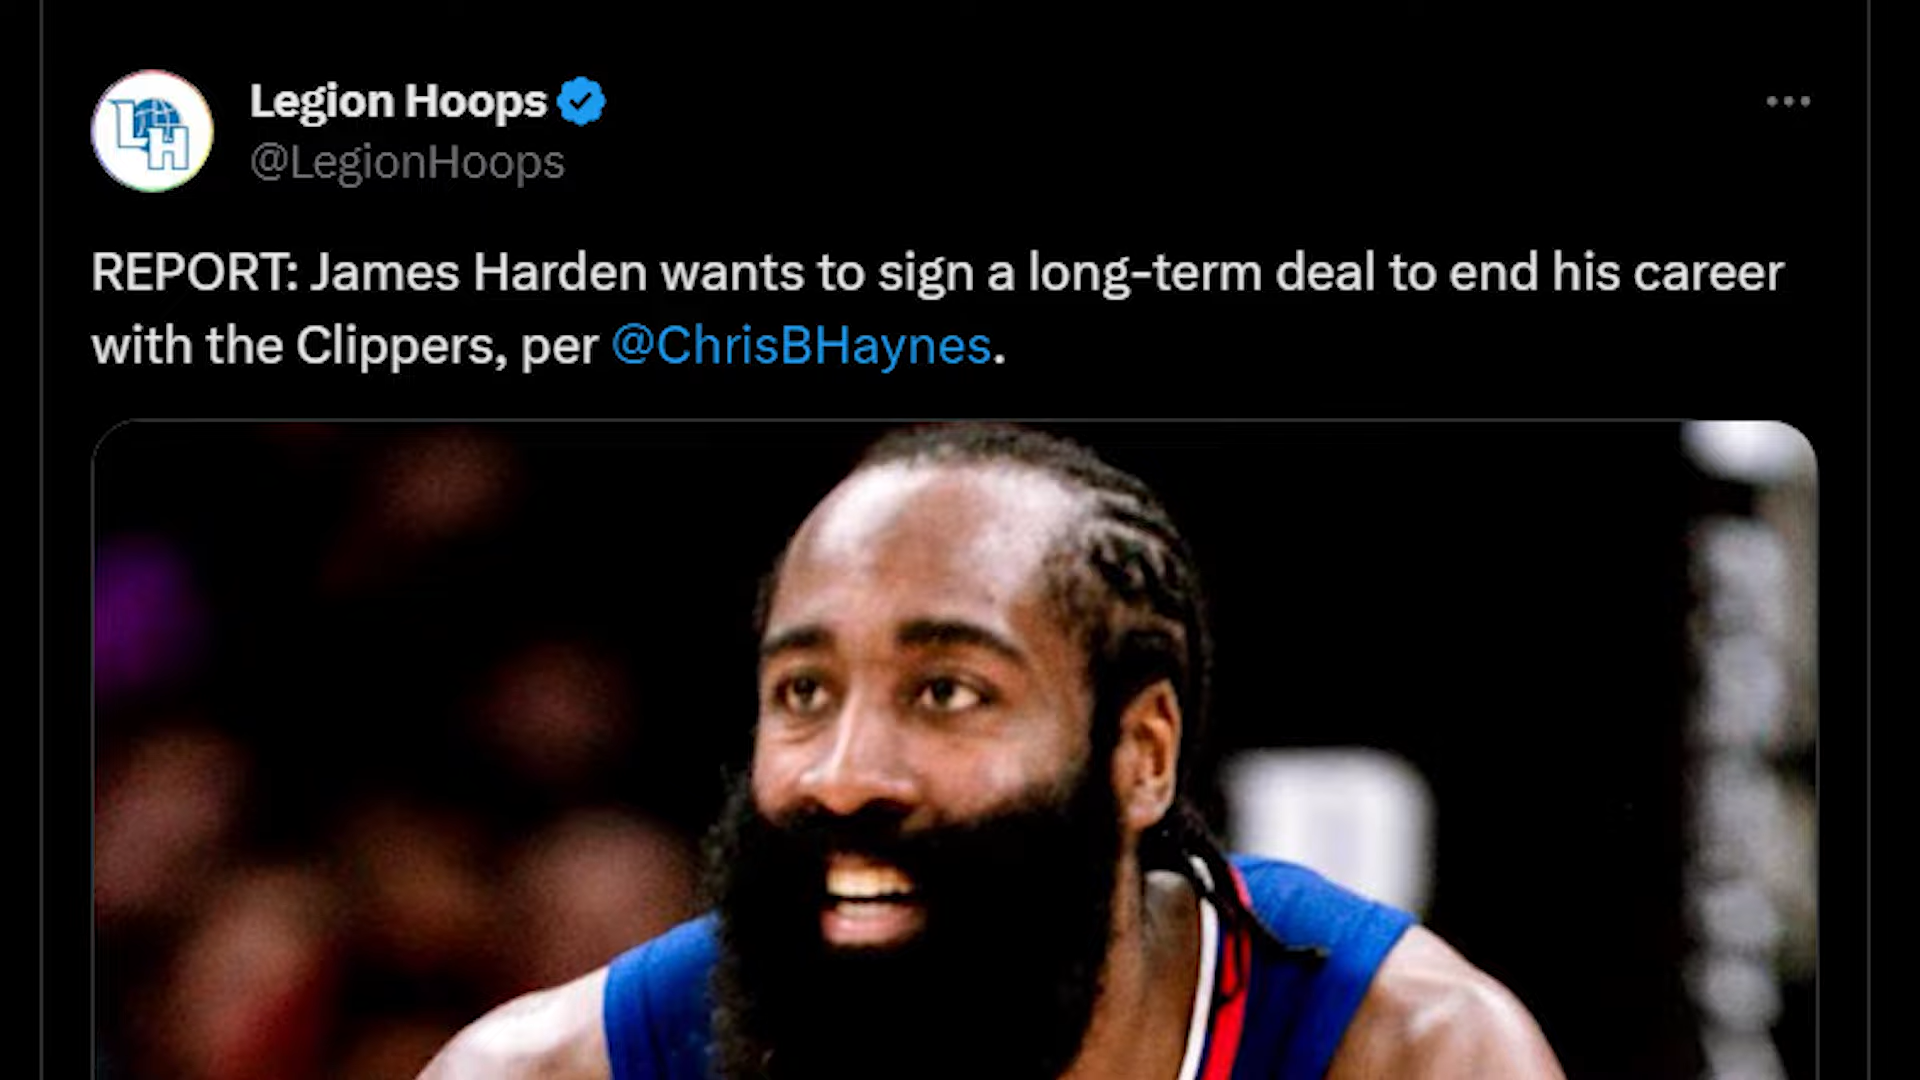 LH
Legion Hoops
@LegionHoops
REPORT: James Harden wants to sign a long-term deal to end his career
with the Clippers, per @ChrisBHaynes.